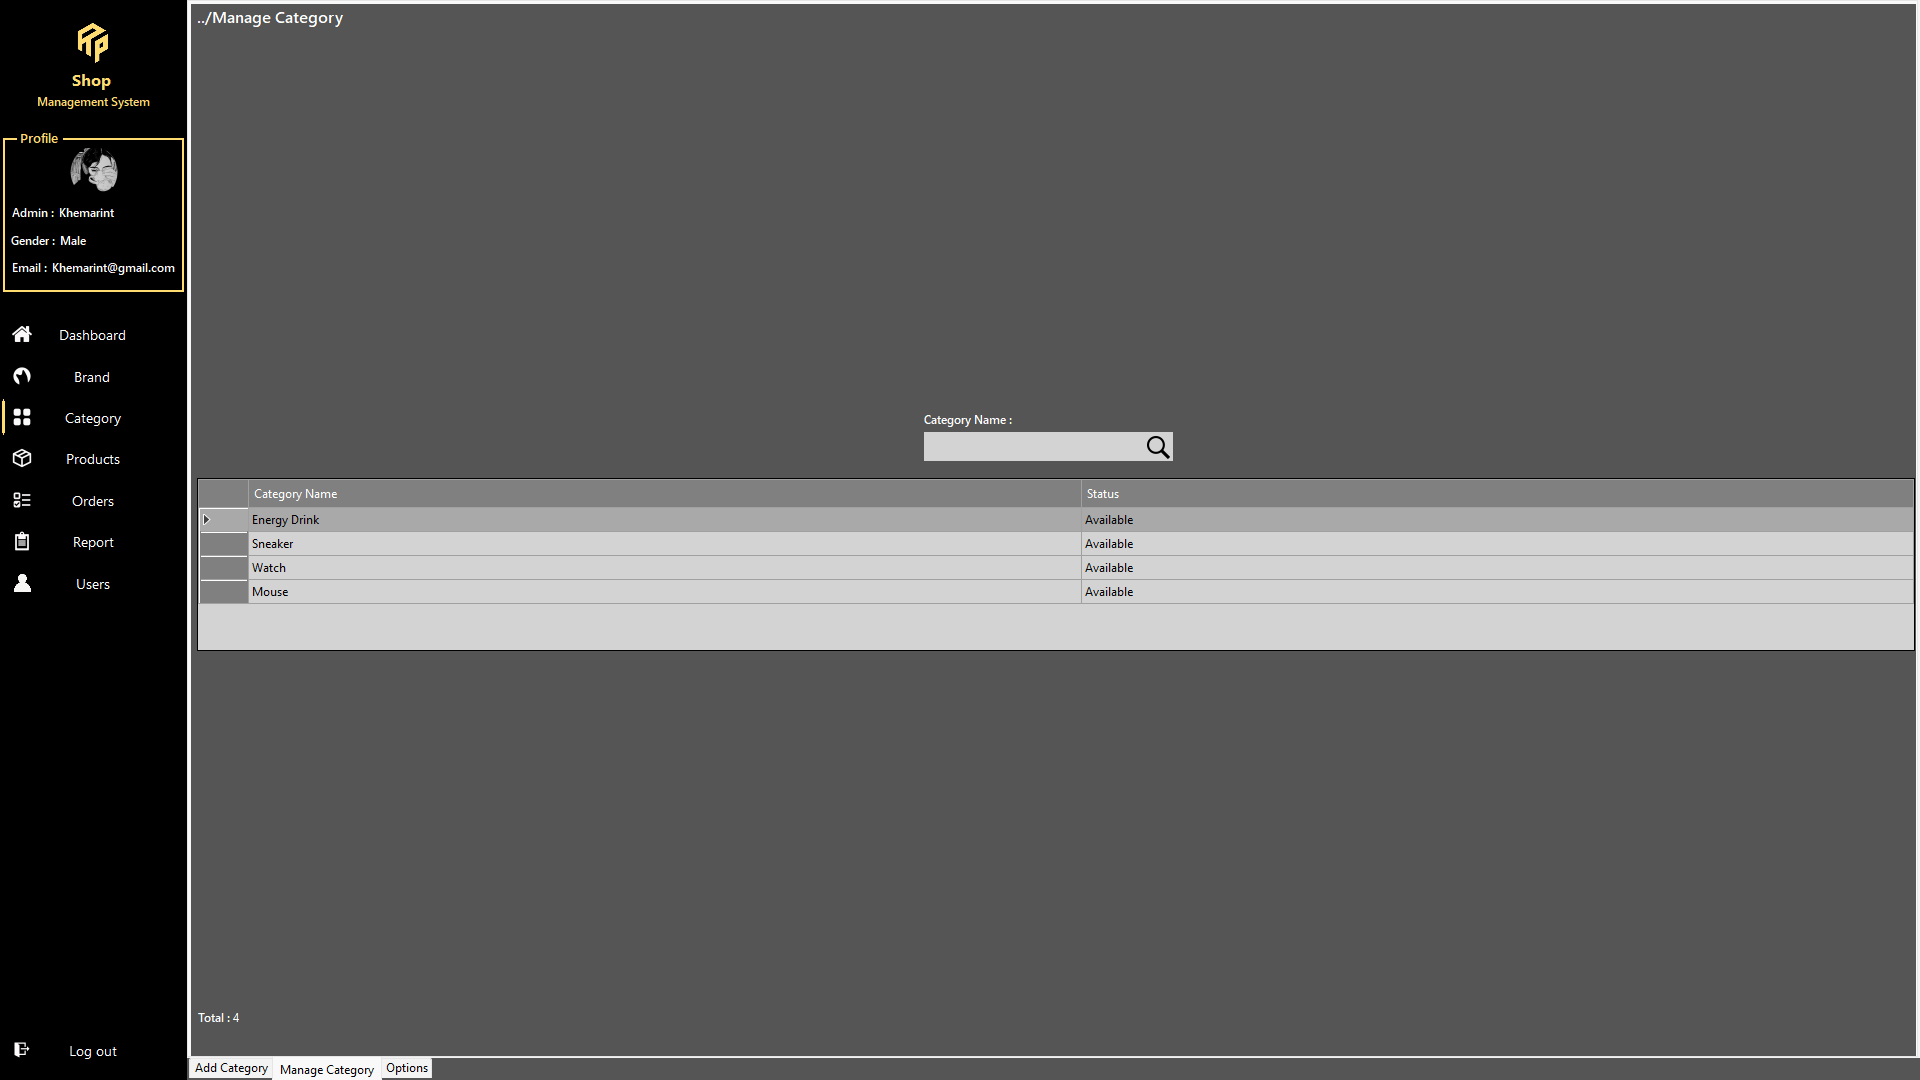 Shop
Management System
Profile
Admin : Khemarint
Gender : Male
Email : Khemarint@gmail.com
Dashboard
Brand
Category
Products
Orders
Report
Users
Log out
../Manage Category
Category Name :
Category Name Status
Energy Drink Available
Sneaker Available
Watch Available
Mouse Available
Total : 4
Add Category Manage Category Options